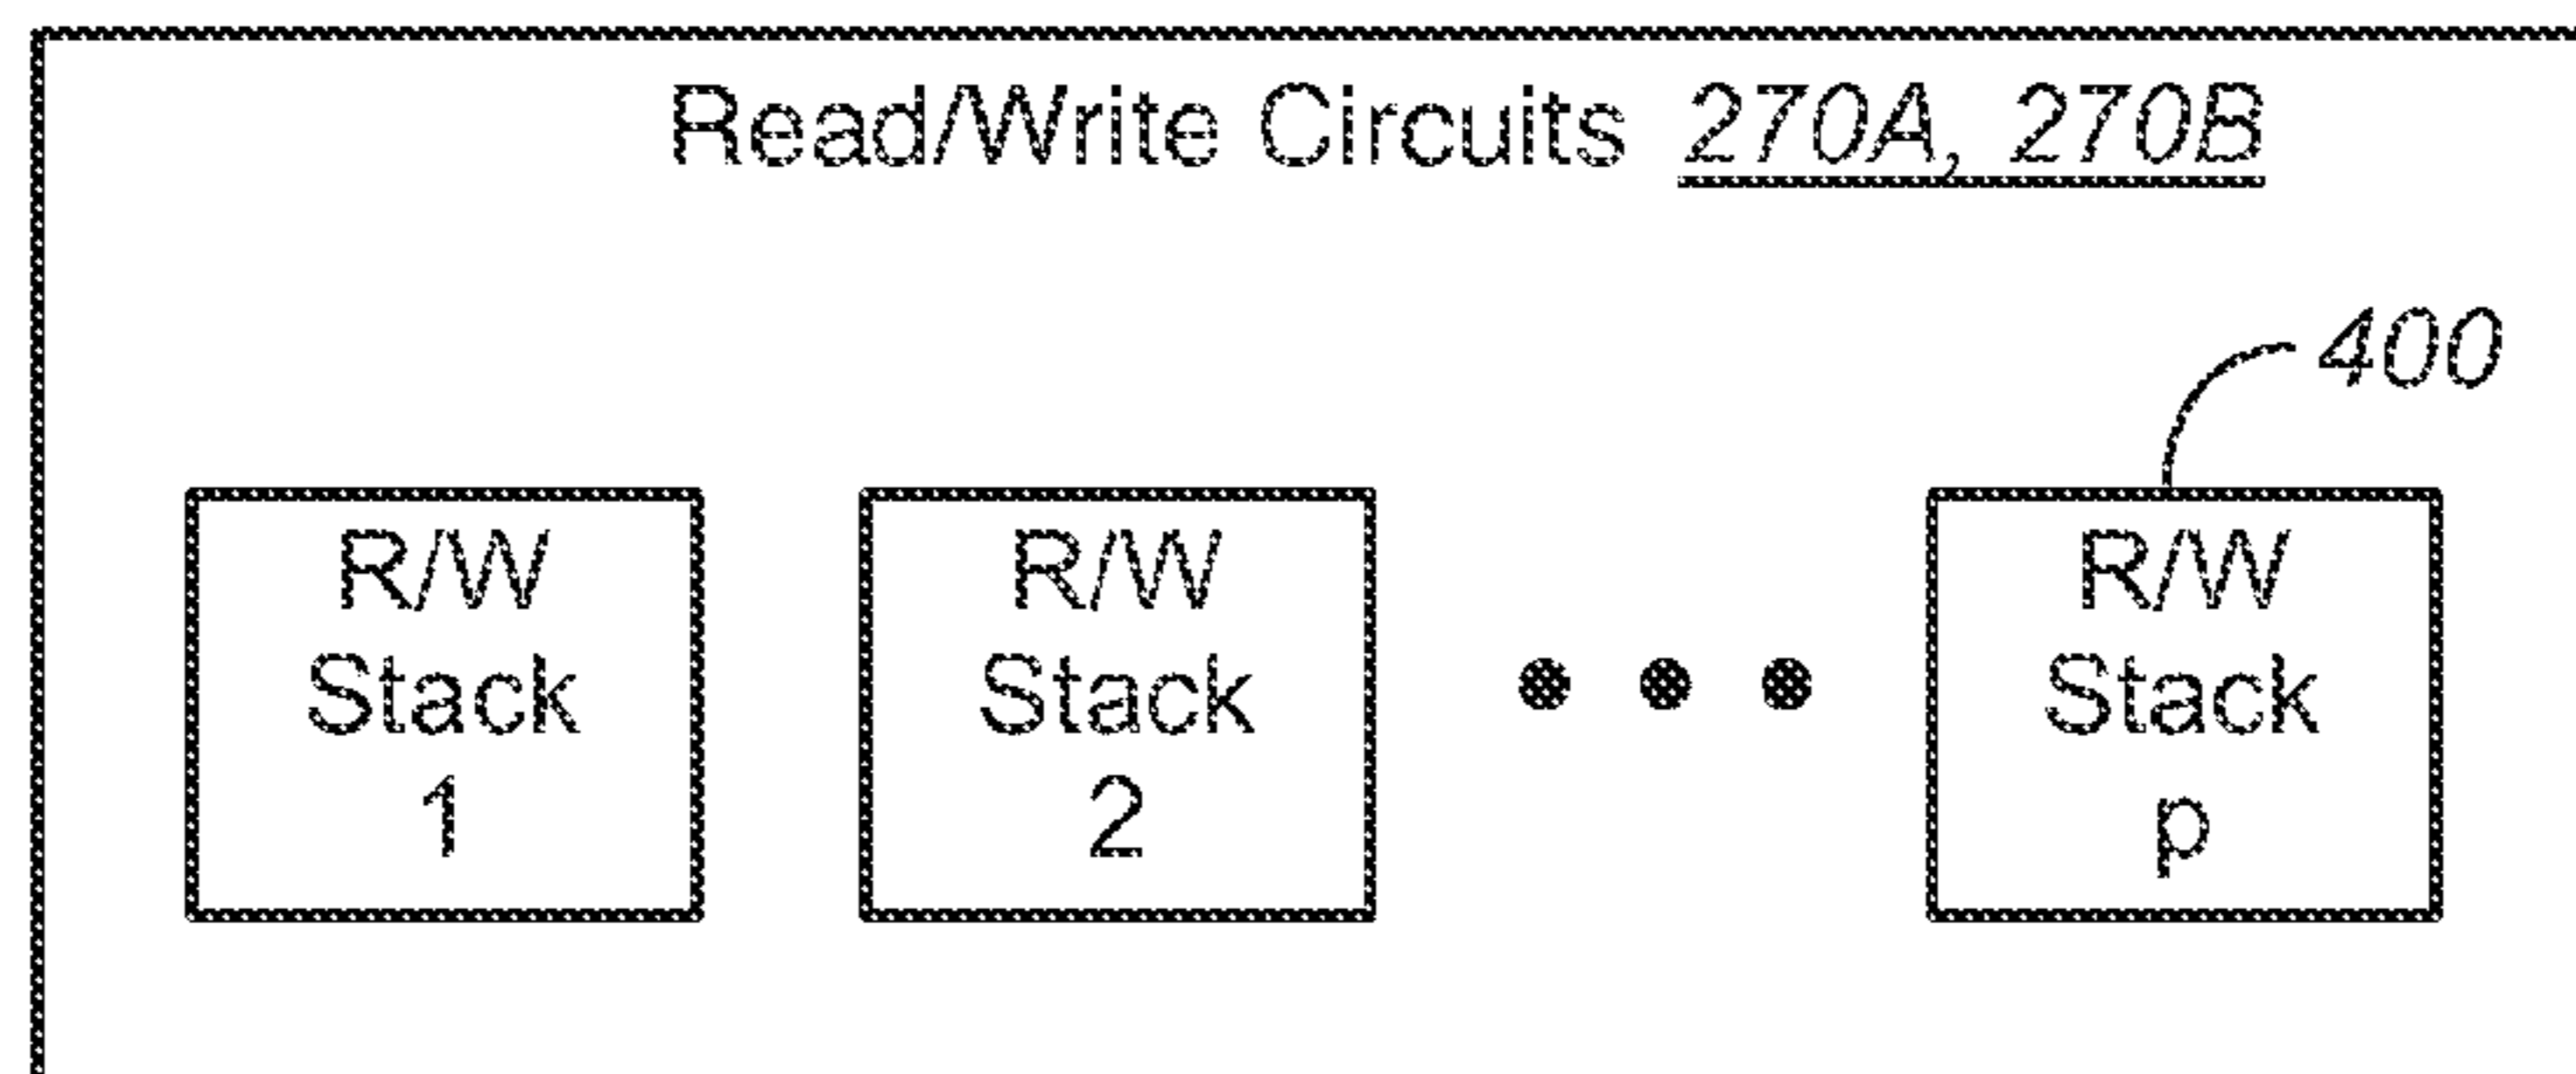 Read/Write Circuits 270A, 270B
400
R/W
Stack
1
R/W
Stack
2
R/W
Stack
p